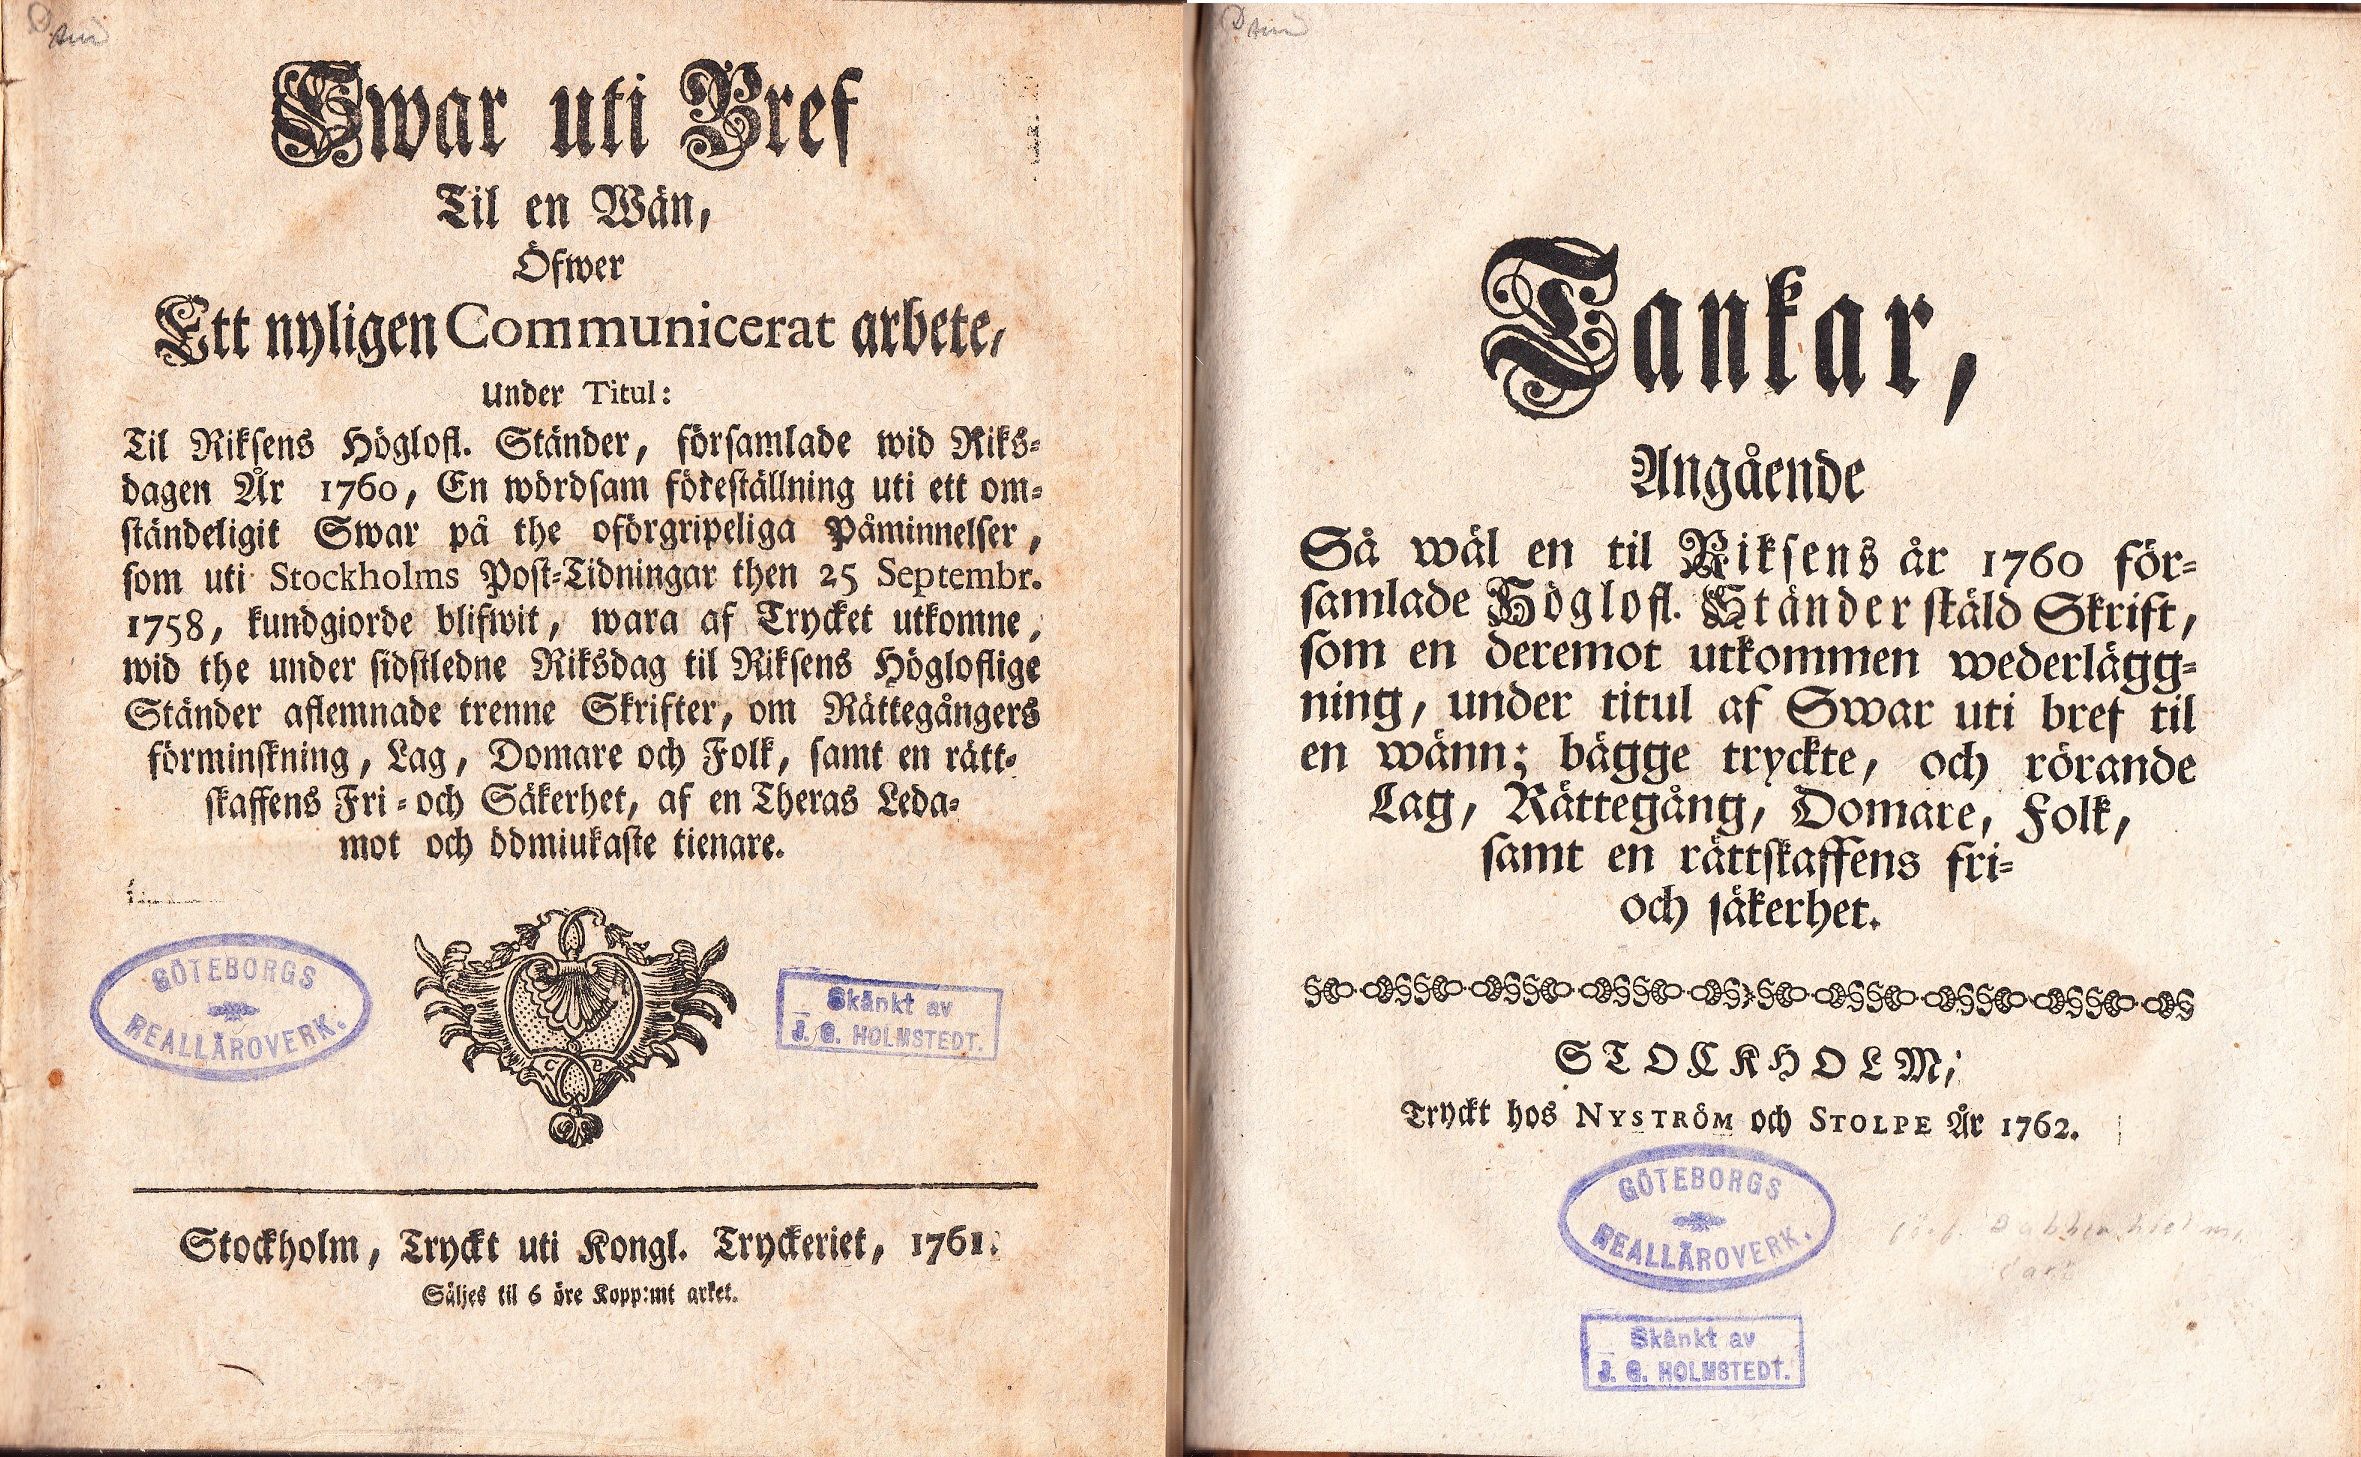 Swar uti Bref
Til en Wän,
Öfwer
Ett nyligen Communicerat arbete,
Under Titul:
Til Rikſens Höglofl. Ständer, förſamlade wid Riks-
dagen År 1760, En wördſam föreſtällning uti ett om-
ſtändeligit Swar på the oförgripeliga Påminnelſer,
ſom uti Stockholms Poſt-Tidningar then 25 Septembr.
1758, kundgiorde blifwit, wara af Trycket utkomne,
wid the under ſidſtledne Riksdag til Rikſens Högloflige
Ständer aflemnade trenne Skrifter, om Rättegångers
förminſkning, Lag, Domare och Folk, ſamt en rätt-
ſkaffens Fri- och Säkerhet, af en Theras Leda-
mot och ödmiukaſte tienare.
GÖTEBORGS
REALLÄROVERK.
C B
Skänkt av
J. G. HOLMSTEDT.
Stockholm, Tryckt uti Kongl. Tryckeriet, 1761.
Säljes til 6 öre Kopp:mt arket.
Tankar,
Angående
Så wäl en til Rikſens år 1760 för-
ſamlade Höglofl. Ständer ſtäld Skrift,
ſom en deremot utkommen wederlägg-
ning, under titul af Swar uti bref til
en wänn; bägge tryckte, och rörande
Lag, Rättegång, Domare, Folk,
ſamt en rättſkaffens fri-
och ſäkerhet.
STOCKHOLM;
Tryckt hos NYSTRÖM och STOLPE År 1762.
GÖTEBORGS
REALLÄROVERK.
Skänkt av
J. G. HOLMSTEDT.